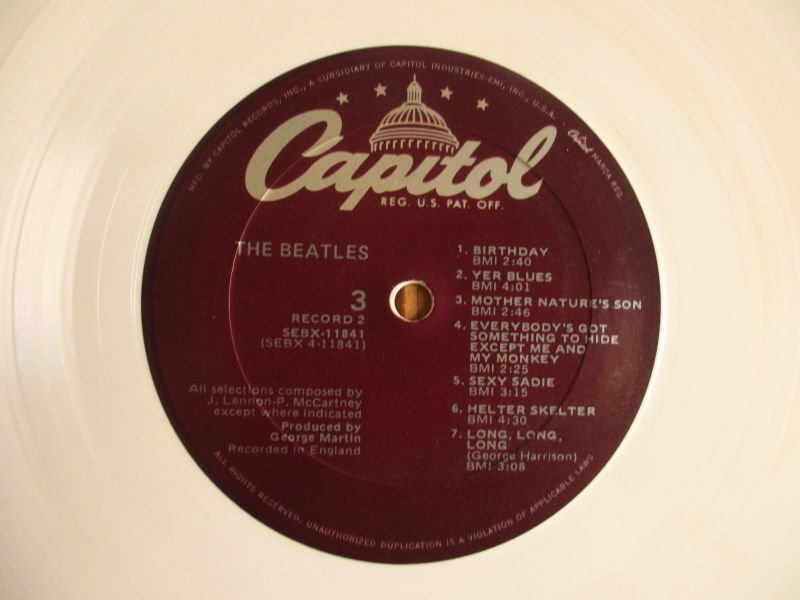 MFD. BY CAPITOL RECORDS, INC., A SUBSIDIARY OF CAPITOL INDUSTRIES-EMI, INC., U.S.A.
Capitol MARCA REG.
Capitol
REG. U.S. PAT. OFF.
THE BEATLES
3
RECORD 2
SEBX-11841
(SEBX 4-11841)
All selections composed by
J. Lennon-P. McCartney
except where indicated
Produced by
George Martin
Recorded in England
1. BIRTHDAY
BMI 2:40
2. YER BLUES
BMI 4:01
3. MOTHER NATURE'S SON
BMI 2:46
4. EVERYBODY'S GOT
SOMETHING TO HIDE
EXCEPT ME AND
MY MONKEY
BMI 2:25
5. SEXY SADIE
BMI 3:15
6. HELTER SKELTER
BMI 4:30
7. LONG, LONG,
LONG
(George Harrison)
BMI 3:08
ALL RIGHTS RESERVED, UNAUTHORIZED DUPLICATION IS A VIOLATION OF APPLICABLE LAWS